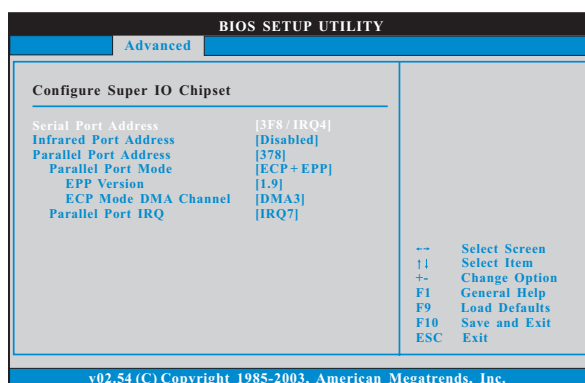 BIOS SETUP UTILITY
Advanced
Configure Super IO Chipset
Serial Port Address [3F8 / IRQ4]
Infrared Port Address [Disabled]
Parallel Port Address [378]
Parallel Port Mode [ECP + EPP]
EPP Version [1.9]
ECP Mode DMA Channel [DMA3]
Parallel Port IRQ [IRQ7]
←→ Select Screen
↑↓ Select Item
+- Change Option
F1 General Help
F9 Load Defaults
F10 Save and Exit
ESC Exit
v02.54 (C) Copyright 1985-2003, American Megatrends, Inc.